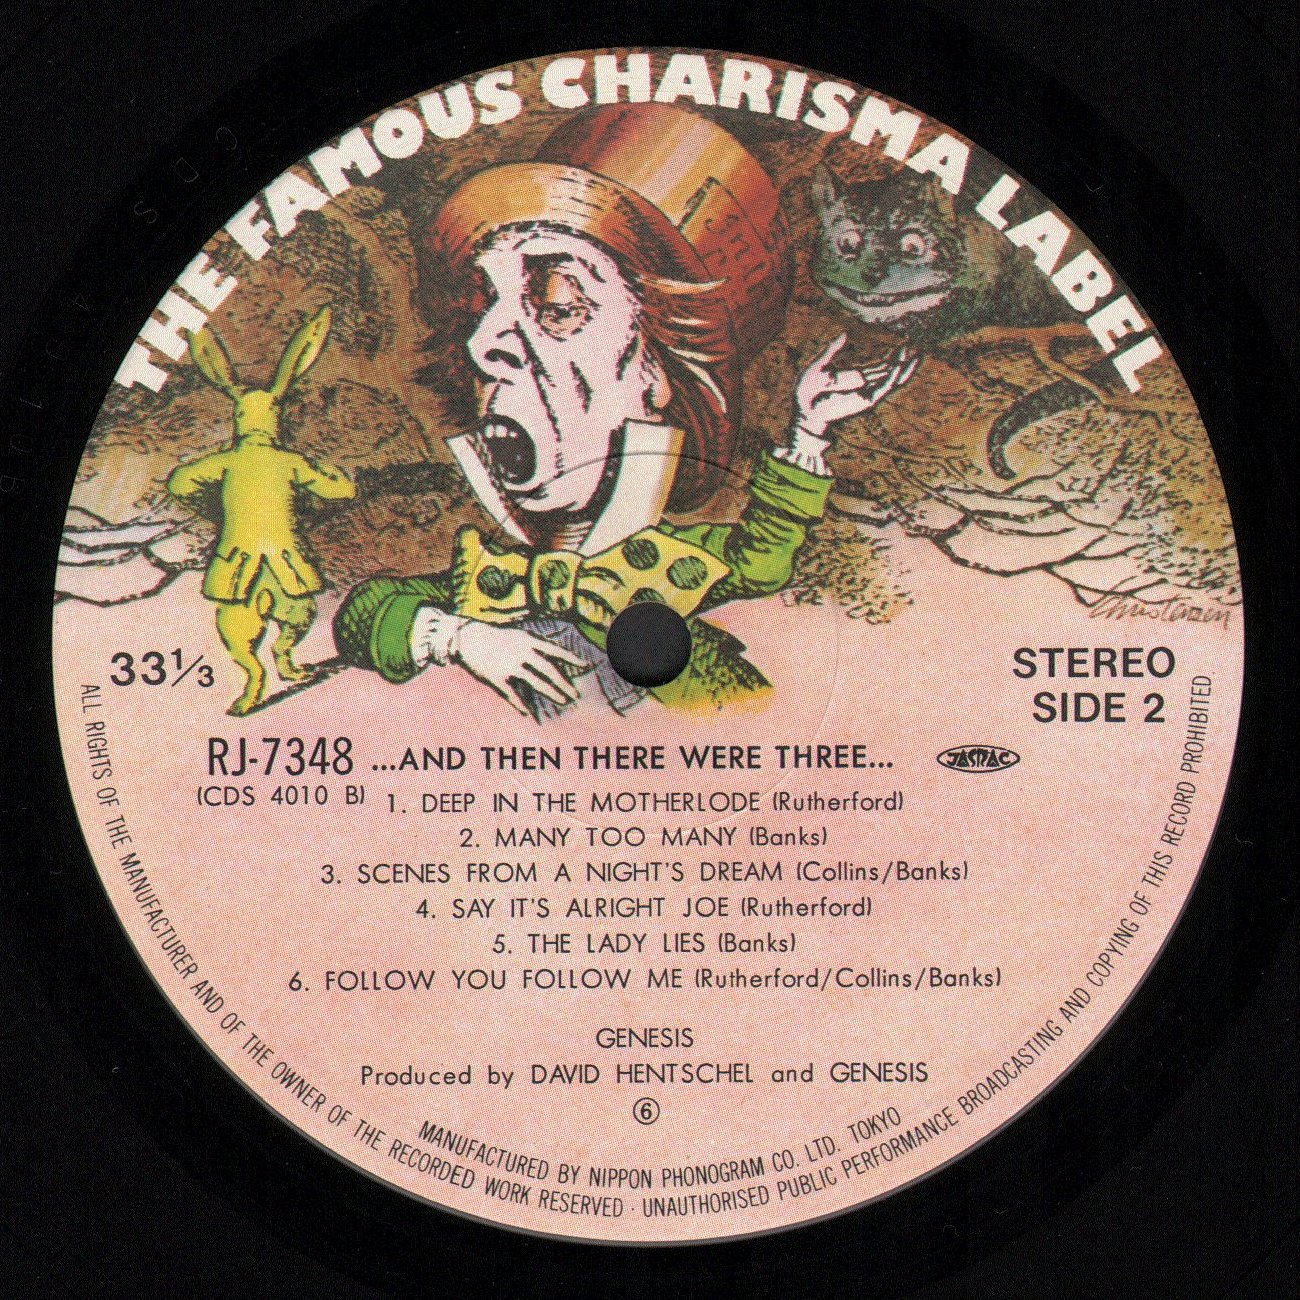 THE FAMOUS CHARISMA LABEL
33⅓
STEREO
SIDE 2
RJ-7348 ...AND THEN THERE WERE THREE... JASRAC
(CDS 4010 B)
1. DEEP IN THE MOTHERLODE (Rutherford)
2. MANY TOO MANY (Banks)
3. SCENES FROM A NIGHT'S DREAM (Collins/Banks)
4. SAY IT'S ALRIGHT JOE (Rutherford)
5. THE LADY LIES (Banks)
6. FOLLOW YOU FOLLOW ME (Rutherford/Collins/Banks)
GENESIS
Produced by DAVID HENTSCHEL and GENESIS
⑥
MANUFACTURED BY NIPPON PHONOGRAM CO. LTD. TOKYO
ALL RIGHTS OF THE MANUFACTURER AND OF THE OWNER OF THE RECORDED WORK RESERVED · UNAUTHORISED PUBLIC PERFORMANCE BROADCASTING AND COPYING OF THIS RECORD PROHIBITED